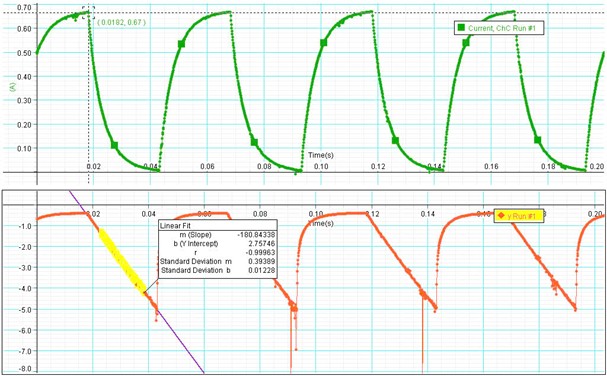 0.70
( 0.0182, 0.67 )
Current, ChC Run #1
0.60
0.50
(A)
0.30
0.20
0.10
Time(s)
0.02 0.04 0.06 0.08 0.10 0.12 0.14 0.16 0.18 0.20
y Run #1
0.02 0.04 0.06 0.08 0.10 Time(s) 0.12 0.14 0.16 0.18 0.20
-1.0
Linear Fit
m (Slope) -180.84338
b (Y Intercept) 2.75746
r -0.99963
Standard Deviation m 0.39389
Standard Deviation b 0.01228
-2.0
-3.0
-4.0
-5.0
-6.0
-7.0
-8.0